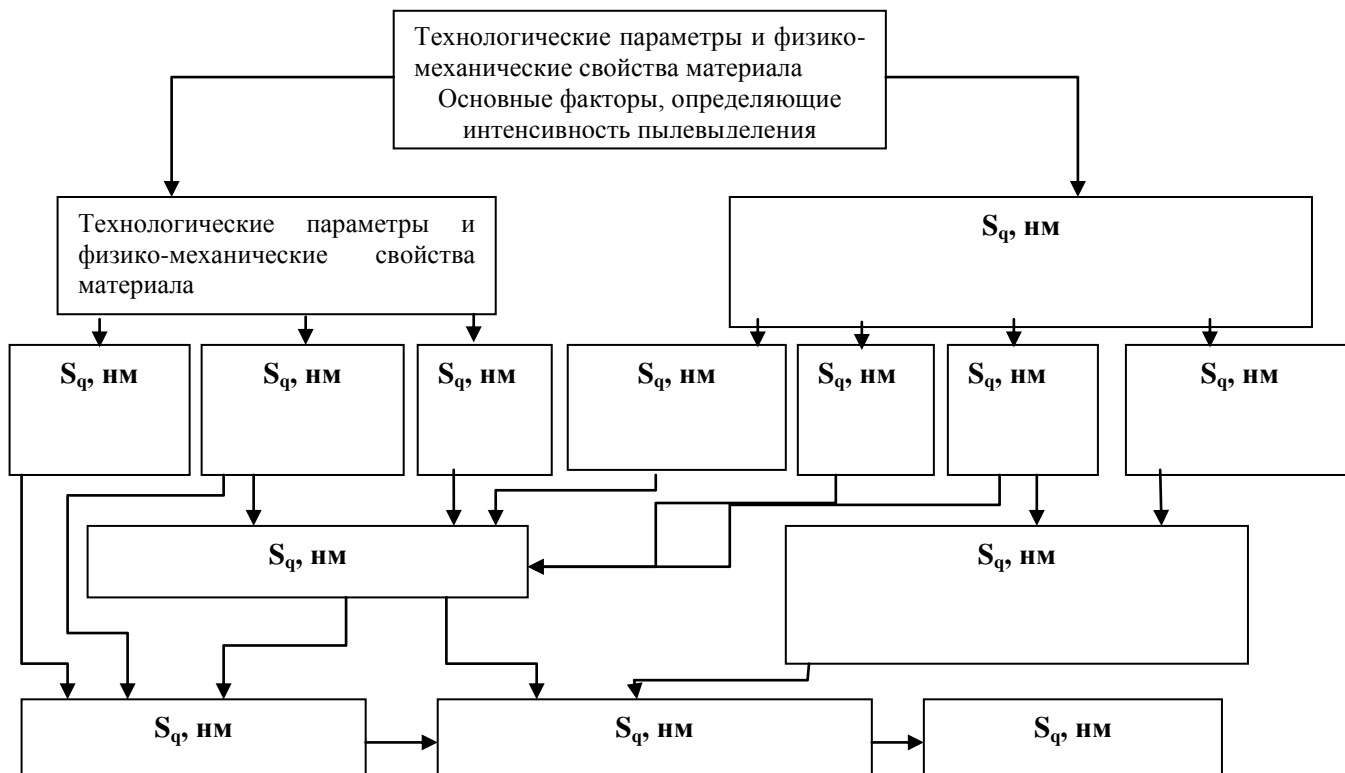 Технологические параметры и физико-
механические свойства материала
Основные факторы, определяющие
интенсивность пылевыделения
Технологические параметры и
физико-механические свойства
материала
Sq, нм
Sq, нм
Sq, нм
Sq, нм
Sq, нм
Sq, нм
Sq, нм
Sq, нм
Sq, нм
Sq, нм
Sq, нм
Sq, нм
Sq, нм